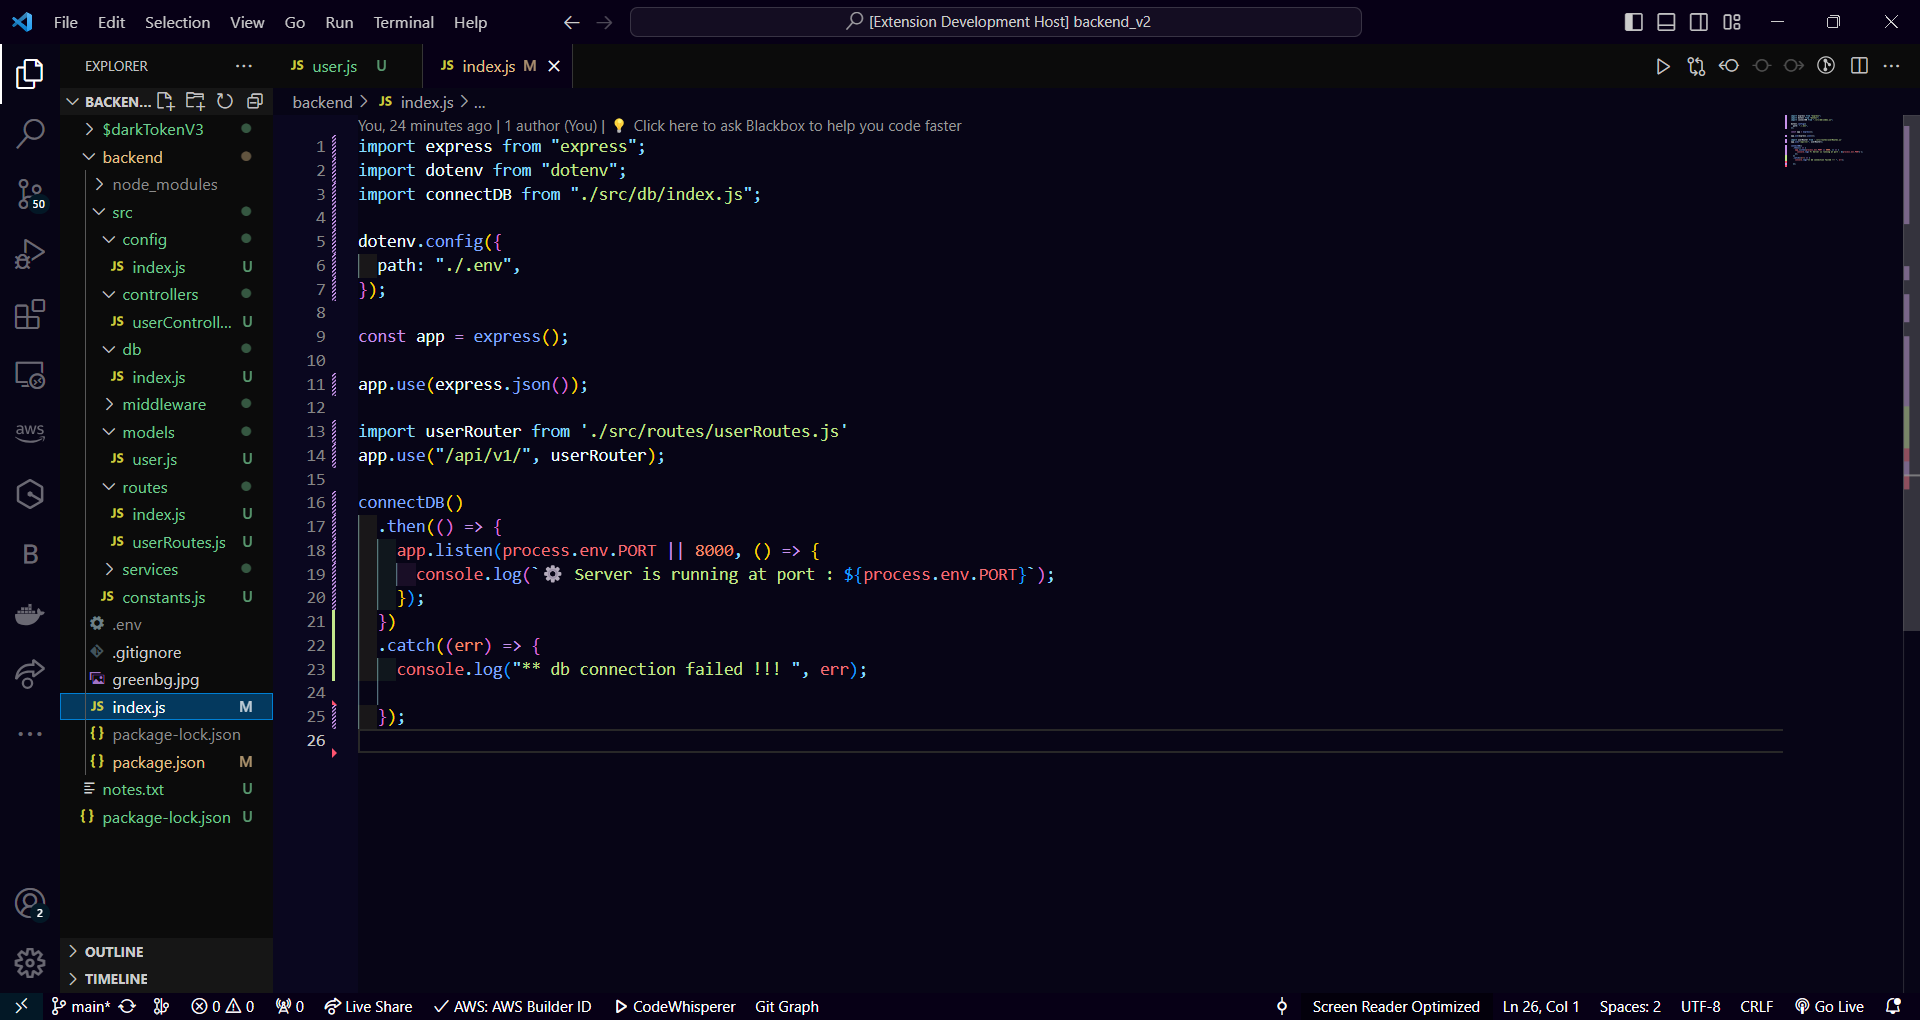 File Edit Selection View Go Run Terminal Help
[Extension Development Host] backend_v2
EXPLORER
BACKEN...
$darkTokenV3
backend
node_modules
src
config
JS index.js U
controllers
JS userControll... U
db
JS index.js U
middleware
models
JS user.js U
routes
JS index.js U
JS userRoutes.js U
services
JS constants.js U
.env
.gitignore
greenbg.jpg
JS index.js M
{} package-lock.json
{} package.json M
notes.txt U
{} package-lock.json U
OUTLINE
TIMELINE
50
aws
B
2
JS user.js U
JS index.js M
backend > JS index.js > ...
You, 24 minutes ago | 1 author (You) | 💡 Click here to ask Blackbox to help you code faster
1 import express from "express";
2 import dotenv from "dotenv";
3 import connectDB from "./src/db/index.js";
4
5 dotenv.config({
6 path: "./.env",
7 });
8
9 const app = express();
10
11 app.use(express.json());
12
13 import userRouter from './src/routes/userRoutes.js'
14 app.use("/api/v1/", userRouter);
15
16 connectDB()
17 .then(() => {
18 app.listen(process.env.PORT || 8000, () => {
19 console.log(`⚙️ Server is running at port : ${process.env.PORT}`);
20 });
21 })
22 .catch((err) => {
23 console.log("** db connection failed !!! ", err);
24
25 });
26
main* 0 0 0 Live Share AWS: AWS Builder ID CodeWhisperer Git Graph
Screen Reader Optimized Ln 26, Col 1 Spaces: 2 UTF-8 CRLF Go Live